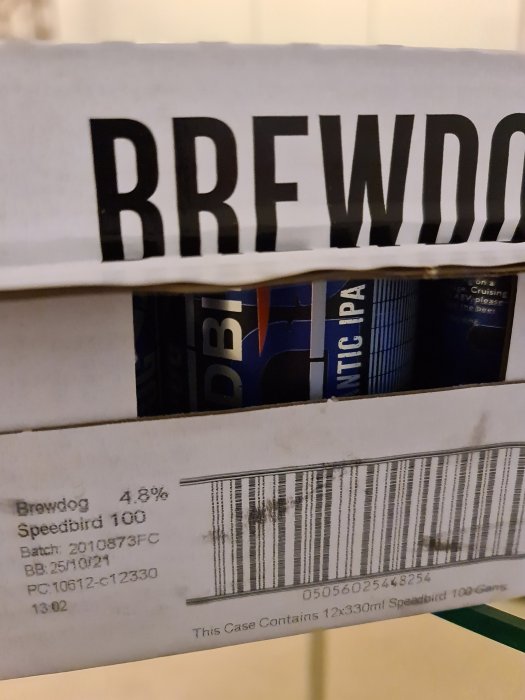 BREWDO
DBI
NTIC IPA
on a
Cruising
please
the beer
Brewdog 4.8%
Speedbird 100
Batch: 2010873FC
BB:25/10/21
PC:10612-c12330
13:02
05056025448254
This Case Contains 12x330ml Speedbird 100 Cans